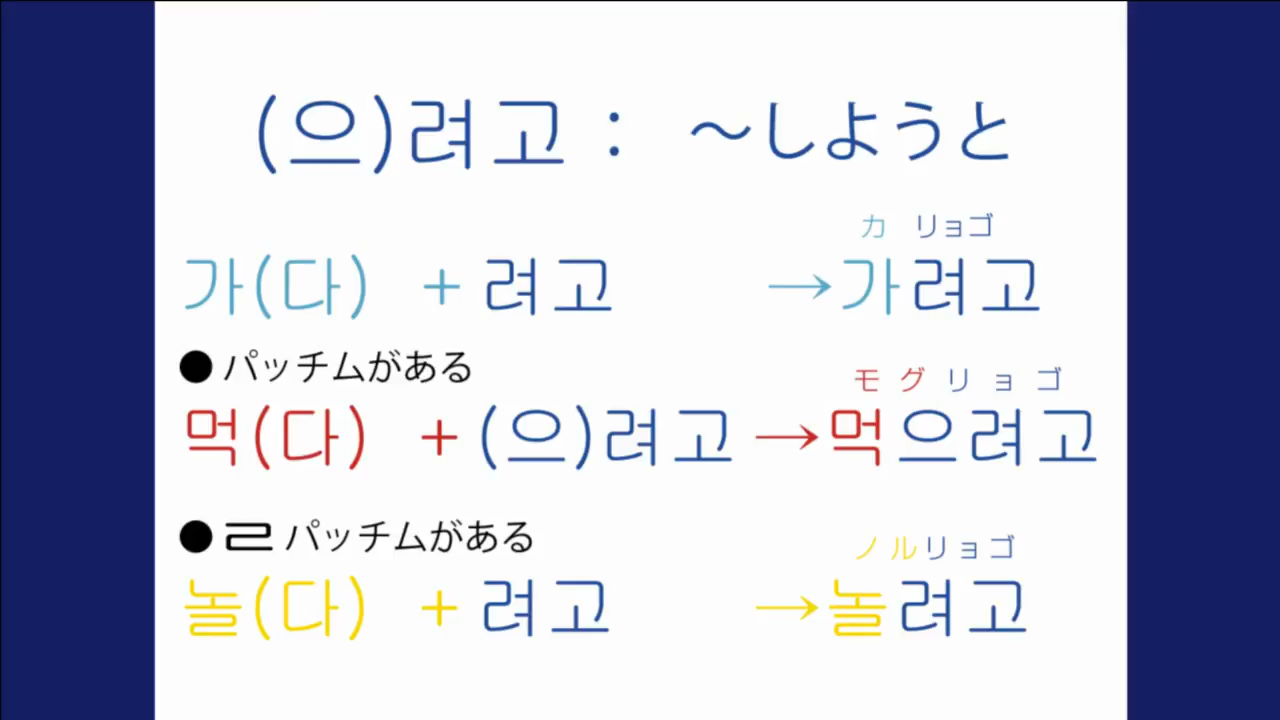 (으)려고 : ～しようと
カ リョゴ
가(다) + 려고 →가려고
●パッチムがある
モグリョゴ
먹(다) + (으)려고 →먹으려고
●ㄹパッチムがある
ノルリョゴ
놀(다) + 려고 →놀려고